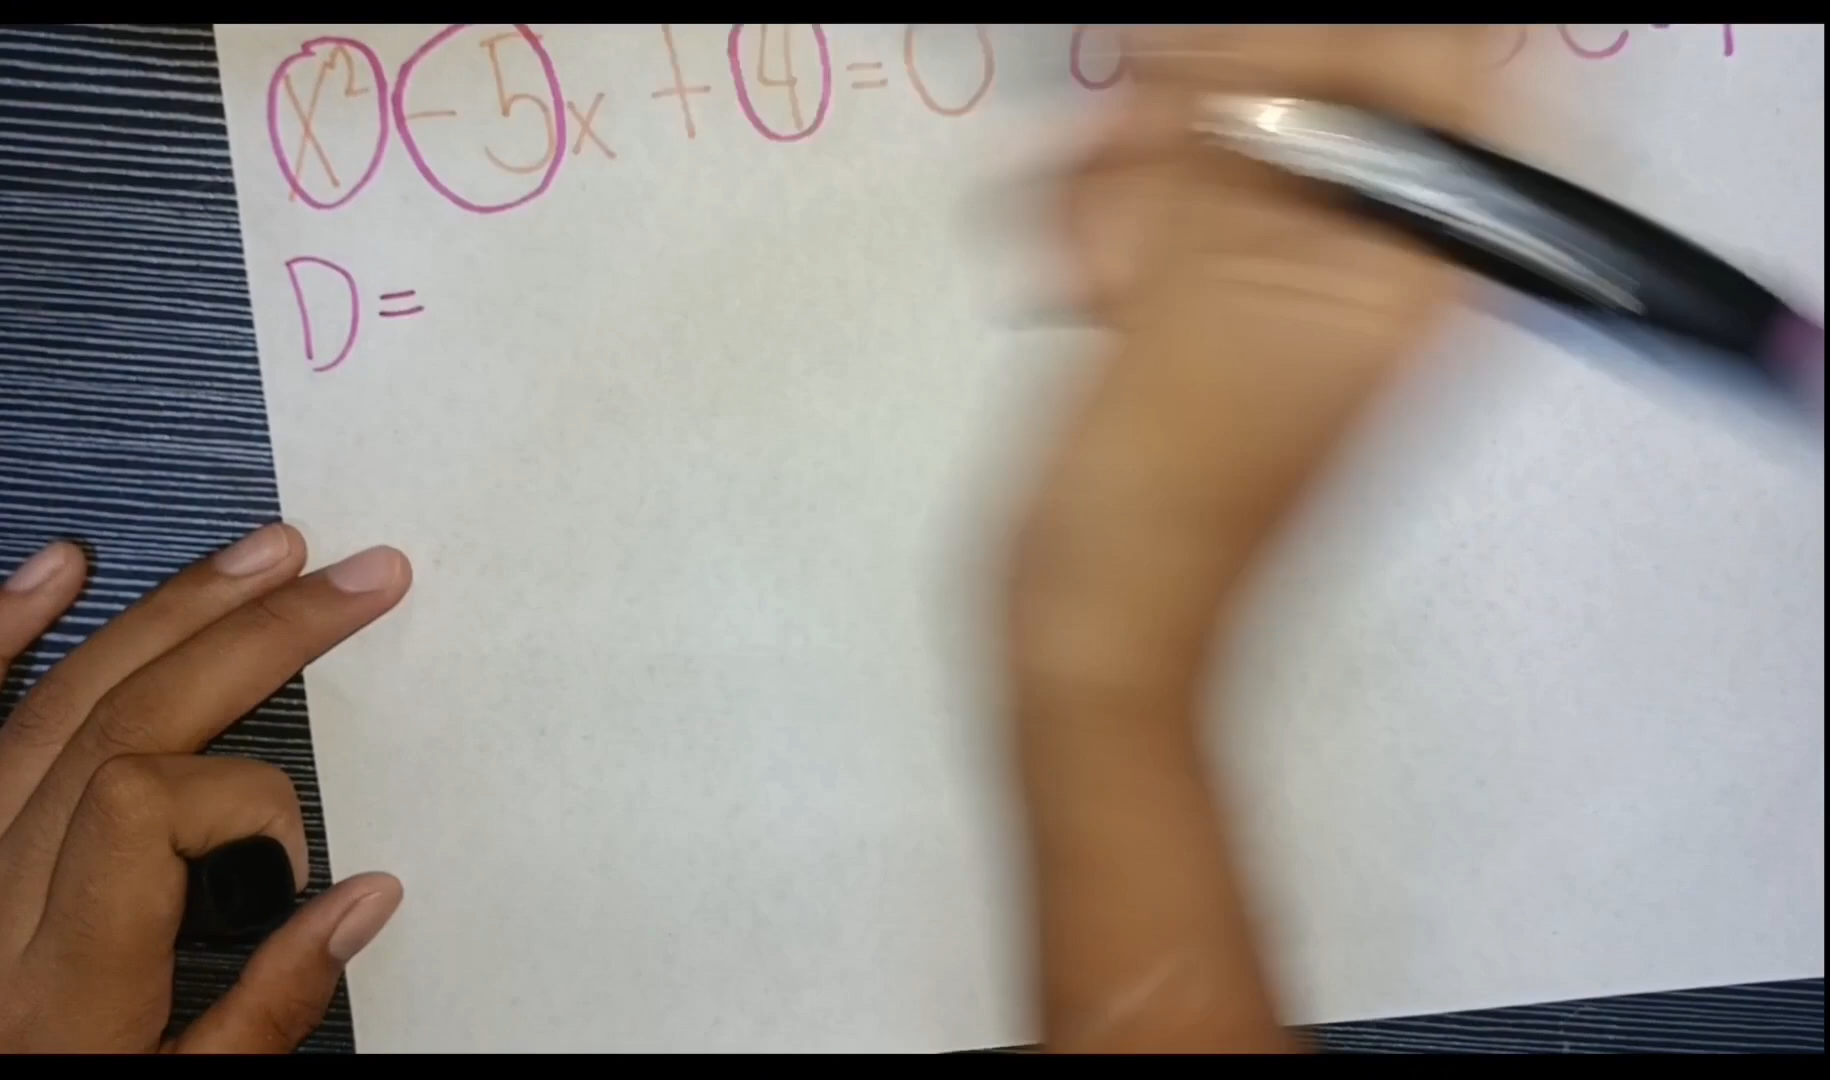 x² - 5x + 4 = 0
D =